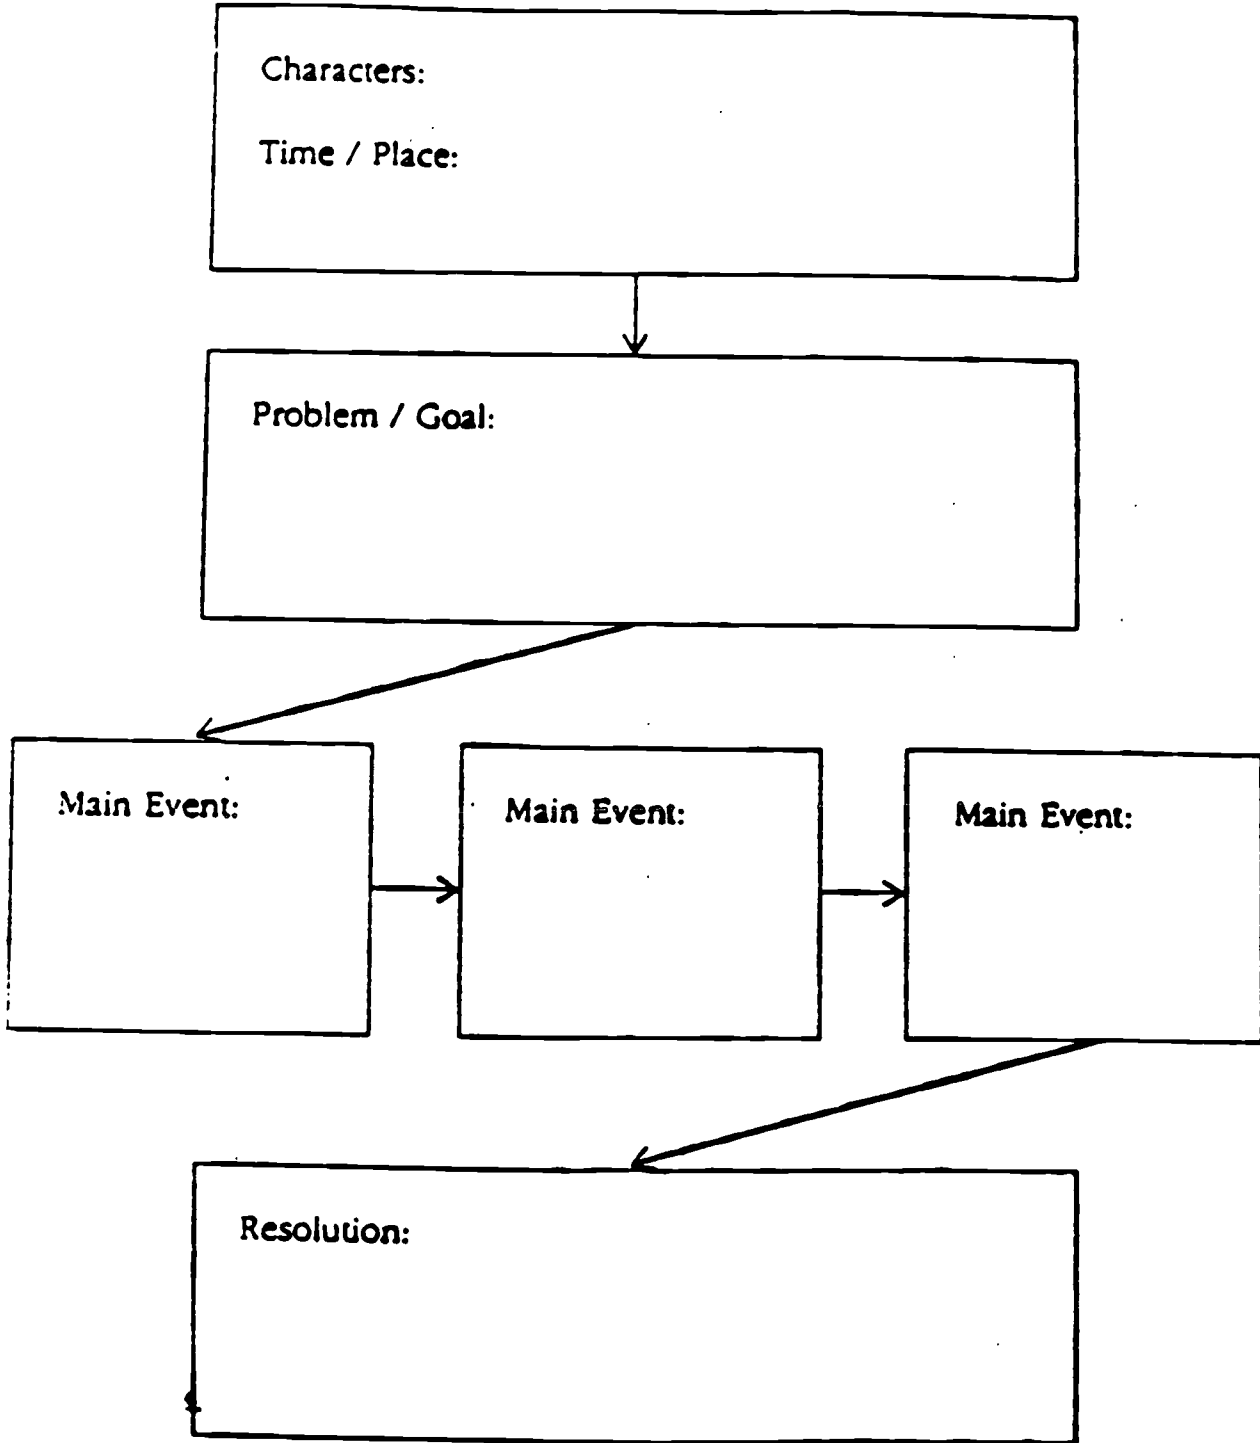 Characters:
Time / Place:
Problem / Goal:
Main Event:
Main Event:
Main Event:
Resolution: